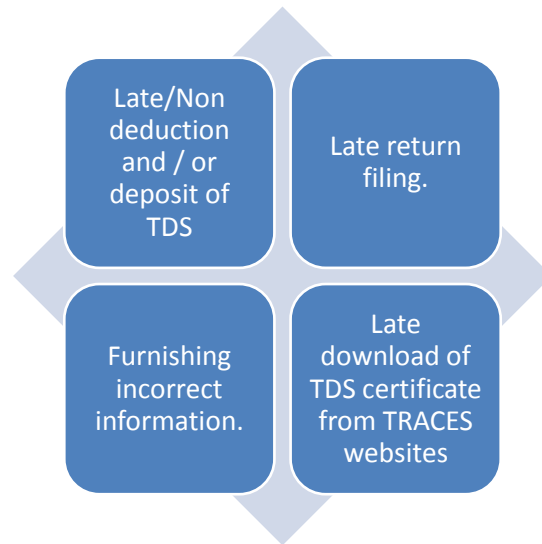 Late/Non
deduction
and / or
deposit of
TDS
Late return
filing.
Furnishing
incorrect
information.
Late
download of
TDS certificate
from TRACES
websites